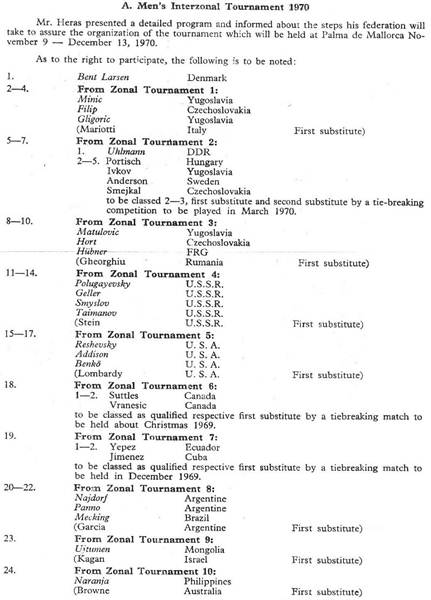 A. Men's Interzonal Tournament 1970
Mr. Heras presented a detailed program and informed about the steps his federation will
take to assure the organization of the tournament which will be held at Palma de Mallorca No-
vember 9 — December 13, 1970.
As to the right to participate, the following is to be noted:
1. Bent Larsen Denmark
2—4. From Zonal Tournament 1:
Minic Yugoslavia
Filip Czechoslovakia
Gligoric Yugoslavia
(Mariotti Italy First substitute)
5—7. From Zonal Tournament 2:
1. Uhlmann DDR
2—5. Portisch Hungary
Ivkov Yugoslavia
Anderson Sweden
Smejkal Czechoslovakia
to be classed 2—3, first substitute and second substitute by a tie-breaking
competition to be played in March 1970.
8—10. From Zonal Tournament 3:
Matulovic Yugoslavia
Hort Czechoslovakia
Hübner FRG
(Gheorghiu Rumania First substitute)
11—14. From Zonal Tournament 4:
Polugayevsky U.S.S.R.
Geller U.S.S.R.
Smyslov U.S.S.R.
Taimanov U.S.S.R.
(Stein U.S.S.R. First substitute)
15—17. From Zonal Tournament 5:
Reshevsky U. S. A.
Addison U. S. A.
Benkö U. S. A.
(Lombardy U. S. A. First substitute)
18. From Zonal Tournament 6:
1—2. Suttles Canada
Vranesic Canada
to be classed as qualified respective first substitute by a tiebreaking match to
be held about Christmas 1969.
19. From Zonal Tournament 7:
1—2. Yepez Ecuador
Jimenez Cuba
to be classed as qualified respective first substitute by a tiebreaking match to
be held in December 1969.
20—22. From Zonal Tournament 8:
Najdorf Argentine
Panno Argentine
Mecking Brazil
(Garcia Argentine First substitute)
23. From Zonal Tournament 9:
Uitumen Mongolia
(Kagan Israel First substitute)
24. From Zonal Tournament 10:
Naranja Philippines
(Browne Australia First substitute)